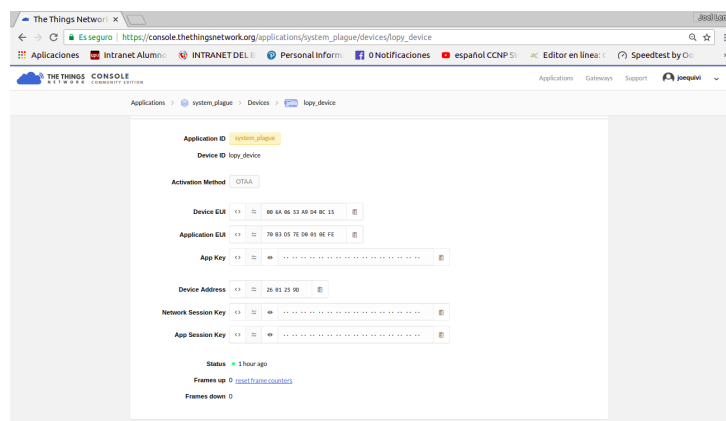 The Things Networ
Es seguro https://console.thethingsnetwork.org/applications/system_plague/devices/lopy_device
Aplicaciones Intranet Alumno INTRANET DEL Personal Inform 0 Notificaciones español CCNP Editor en línea: Speedtest by O
THE THINGS NETWORK CONSOLE COMMUNITY EDITION Applications Gateways Support joequivi
Applications > system_plague > Devices > lopy_device
Application ID system_plague
Device ID lopy_device
Activation Method OTAA
Device EUI 00 6A 06 53 A9 D4 BC 15
Application EUI 70 B3 D5 7E D0 01 0E FE
App Key
Device Address 26 01 25 9D
Network Session Key
App Session Key
Status 1 hour ago
Frames up 0 reset frame counters
Frames down 0